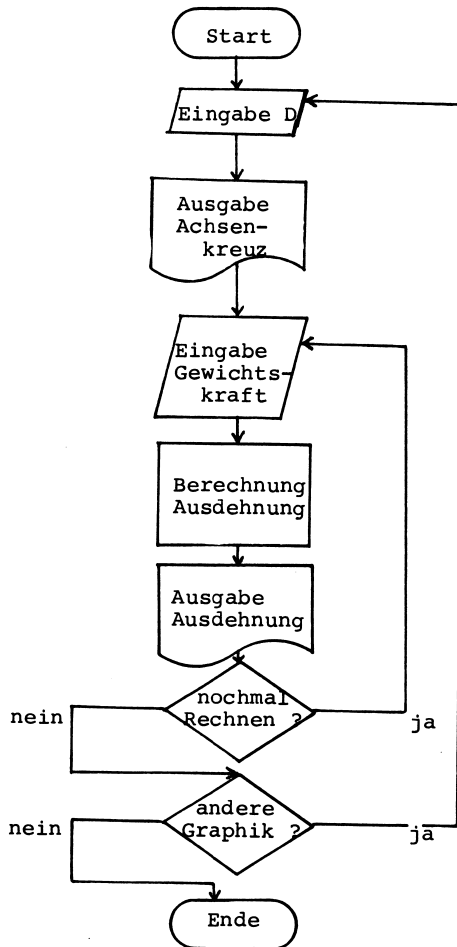 Start
Eingabe D
Ausgabe
Achsen-
kreuz
Eingabe
Gewichts-
kraft
Berechnung
Ausdehnung
Ausgabe
Ausdehnung
nochmal
nein Rechnen ? ja
andere
nein Graphik ? ja
Ende